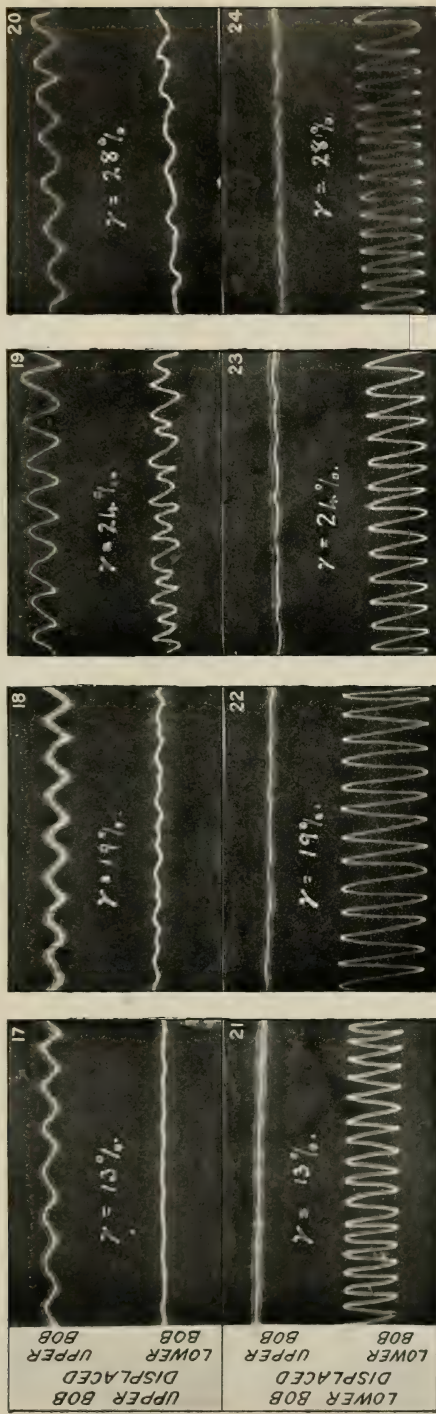 UPPER BOB
DISPLACED
UPPER
BOB
LOWER
BOB
17
γ = 13%.
18
γ = 19%.
19
γ = 24%.
20
γ = 28%.
LOWER BOB
DISPLACED
UPPER
BOB
LOWER
BOB
21
γ = 13%.
22
γ = 19%.
23
γ = 24%.
24
γ = 28%.